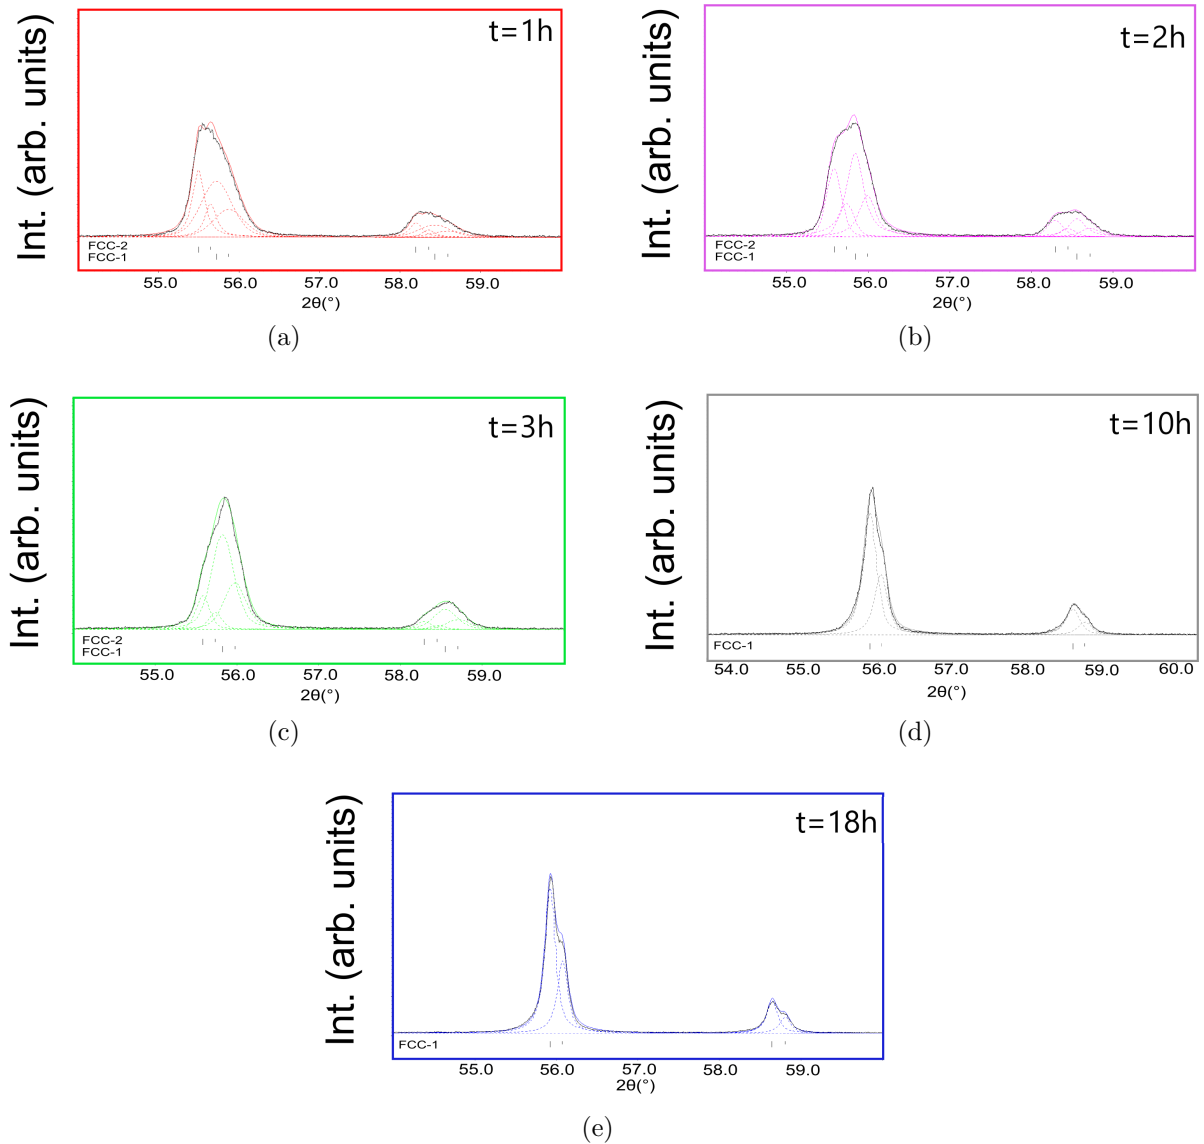 Int. (arb. units)
t=1h
FCC-2
FCC-1
55.0 56.0 57.0 58.0 59.0
2θ(°)
(a)
Int. (arb. units)
t=2h
FCC-2
FCC-1
55.0 56.0 57.0 58.0 59.0
2θ(°)
(b)
Int. (arb. units)
t=3h
FCC-2
FCC-1
55.0 56.0 57.0 58.0 59.0
2θ(°)
(c)
Int. (arb. units)
t=10h
FCC-1
54.0 55.0 56.0 57.0 58.0 59.0 60.0
2θ(°)
(d)
Int. (arb. units)
t=18h
FCC-1
55.0 56.0 57.0 58.0 59.0
2θ(°)
(e)